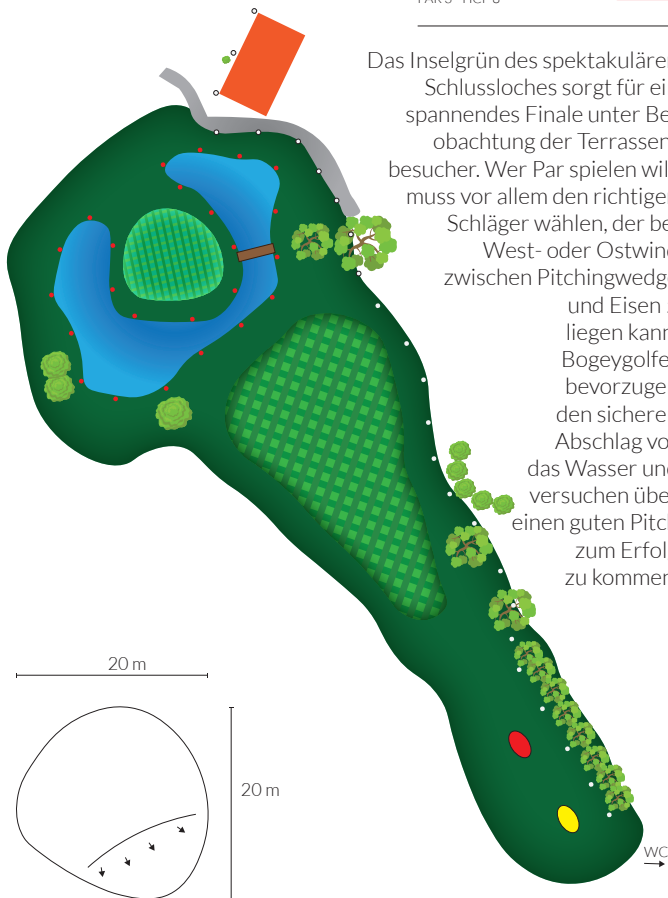 Das Inselgrün des spektakulären
Schlussloches sorgt für ei
spannendes Finale unter Be
obachtung der Terrassen
besucher. Wer Par spielen wil
muss vor allem den richtigen
Schläger wählen, der be
West- oder Ostwind
zwischen Pitchingwedge
und Eisen
liegen kann
Bogeygolfe
bevorzuge
den sichere
Abschlag vo
das Wasser und
versuchen übe
einen guten Pitch
zum Erfol
zu kommen
20 m
20 m
WC